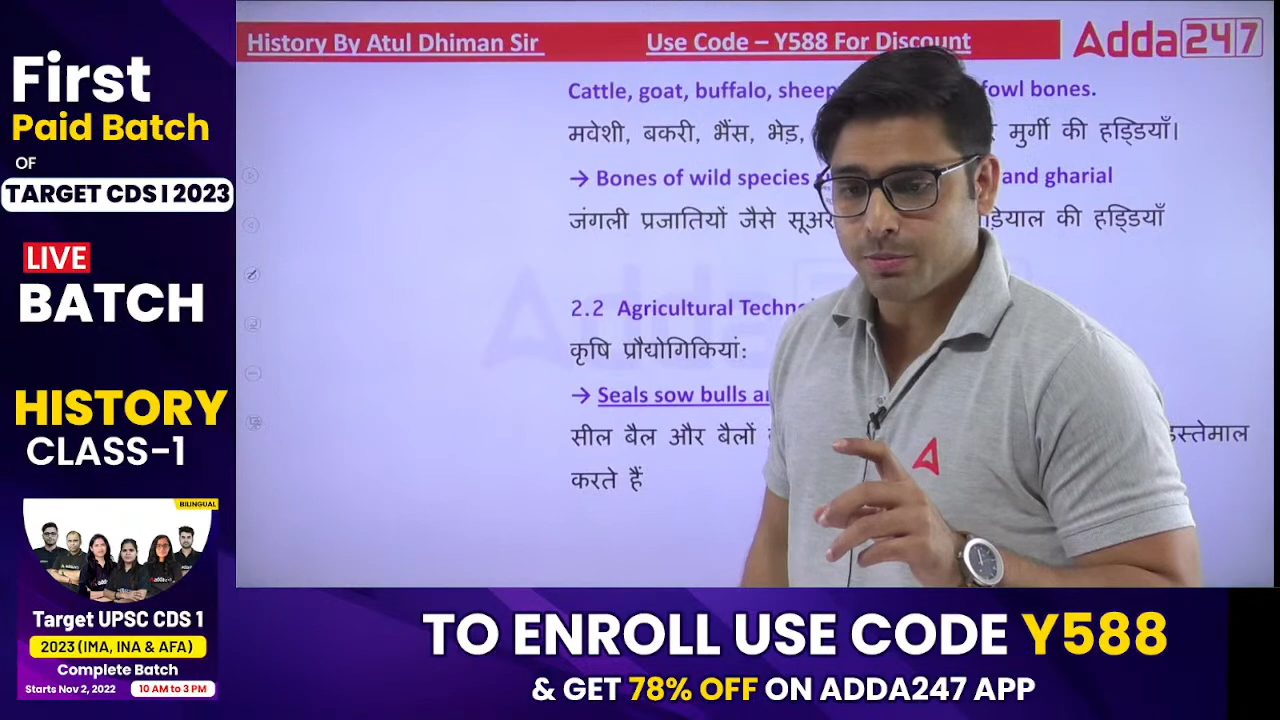 First
Paid Batch
OF
TARGET CDS I 2023
LIVE
BATCH
HISTORY
CLASS-1
BILINGUAL
Target UPSC CDS 1
2023 (IMA, INA & AFA)
Complete Batch
Starts Nov 2, 2022 10 AM to 3 PM
History By Atul Dhiman Sir Use Code – Y588 For Discount
Adda247
Cattle, goat, buffalo, sheep fowl bones.
मवेशी, बकरी, भैंस, भेड़, मुर्गी की हड्डियाँ।
→ Bones of wild species and gharial
जंगली प्रजातियों जैसे की हड्डियाँ
2.2 Agricultural
कृषि प्रौद्योगिकियां:
→ Seals sow bulls
सील बैल और बैलों इस्तेमाल
करते हैं
TO ENROLL USE CODE Y588
& GET 78% OFF ON ADDA247 APP